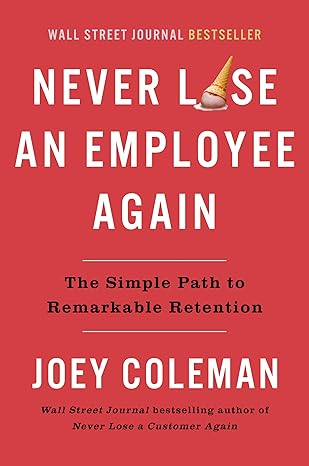 WALL STREET JOURNAL BESTSELLER
NEVER LOSE
AN EMPLOYEE
AGAIN
The Simple Path to
Remarkable Retention
JOEY COLEMAN
Wall Street Journal bestselling author of
Never Lose a Customer Again